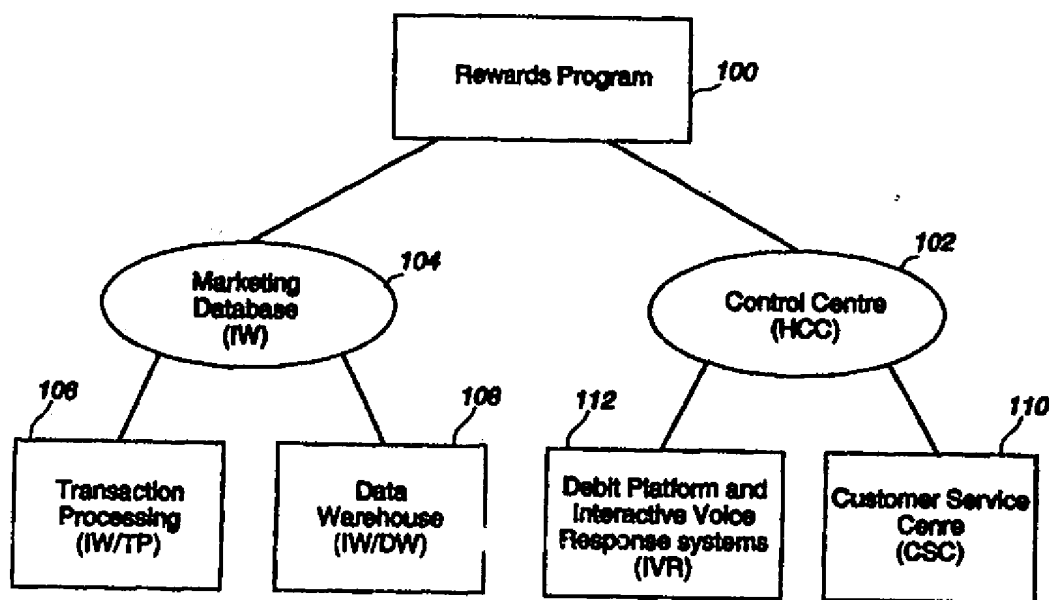 Rewards Program
100
104
Marketing
Database
(IW)
102
Control Centre
(HCC)
106
Transaction
Processing
(IW/TP)
108
Data
Warehouse
(IW/DW)
112
Debit Platform and
Interactive Voice
Response systems
(IVR)
110
Customer Service
Cenre
(CSC)